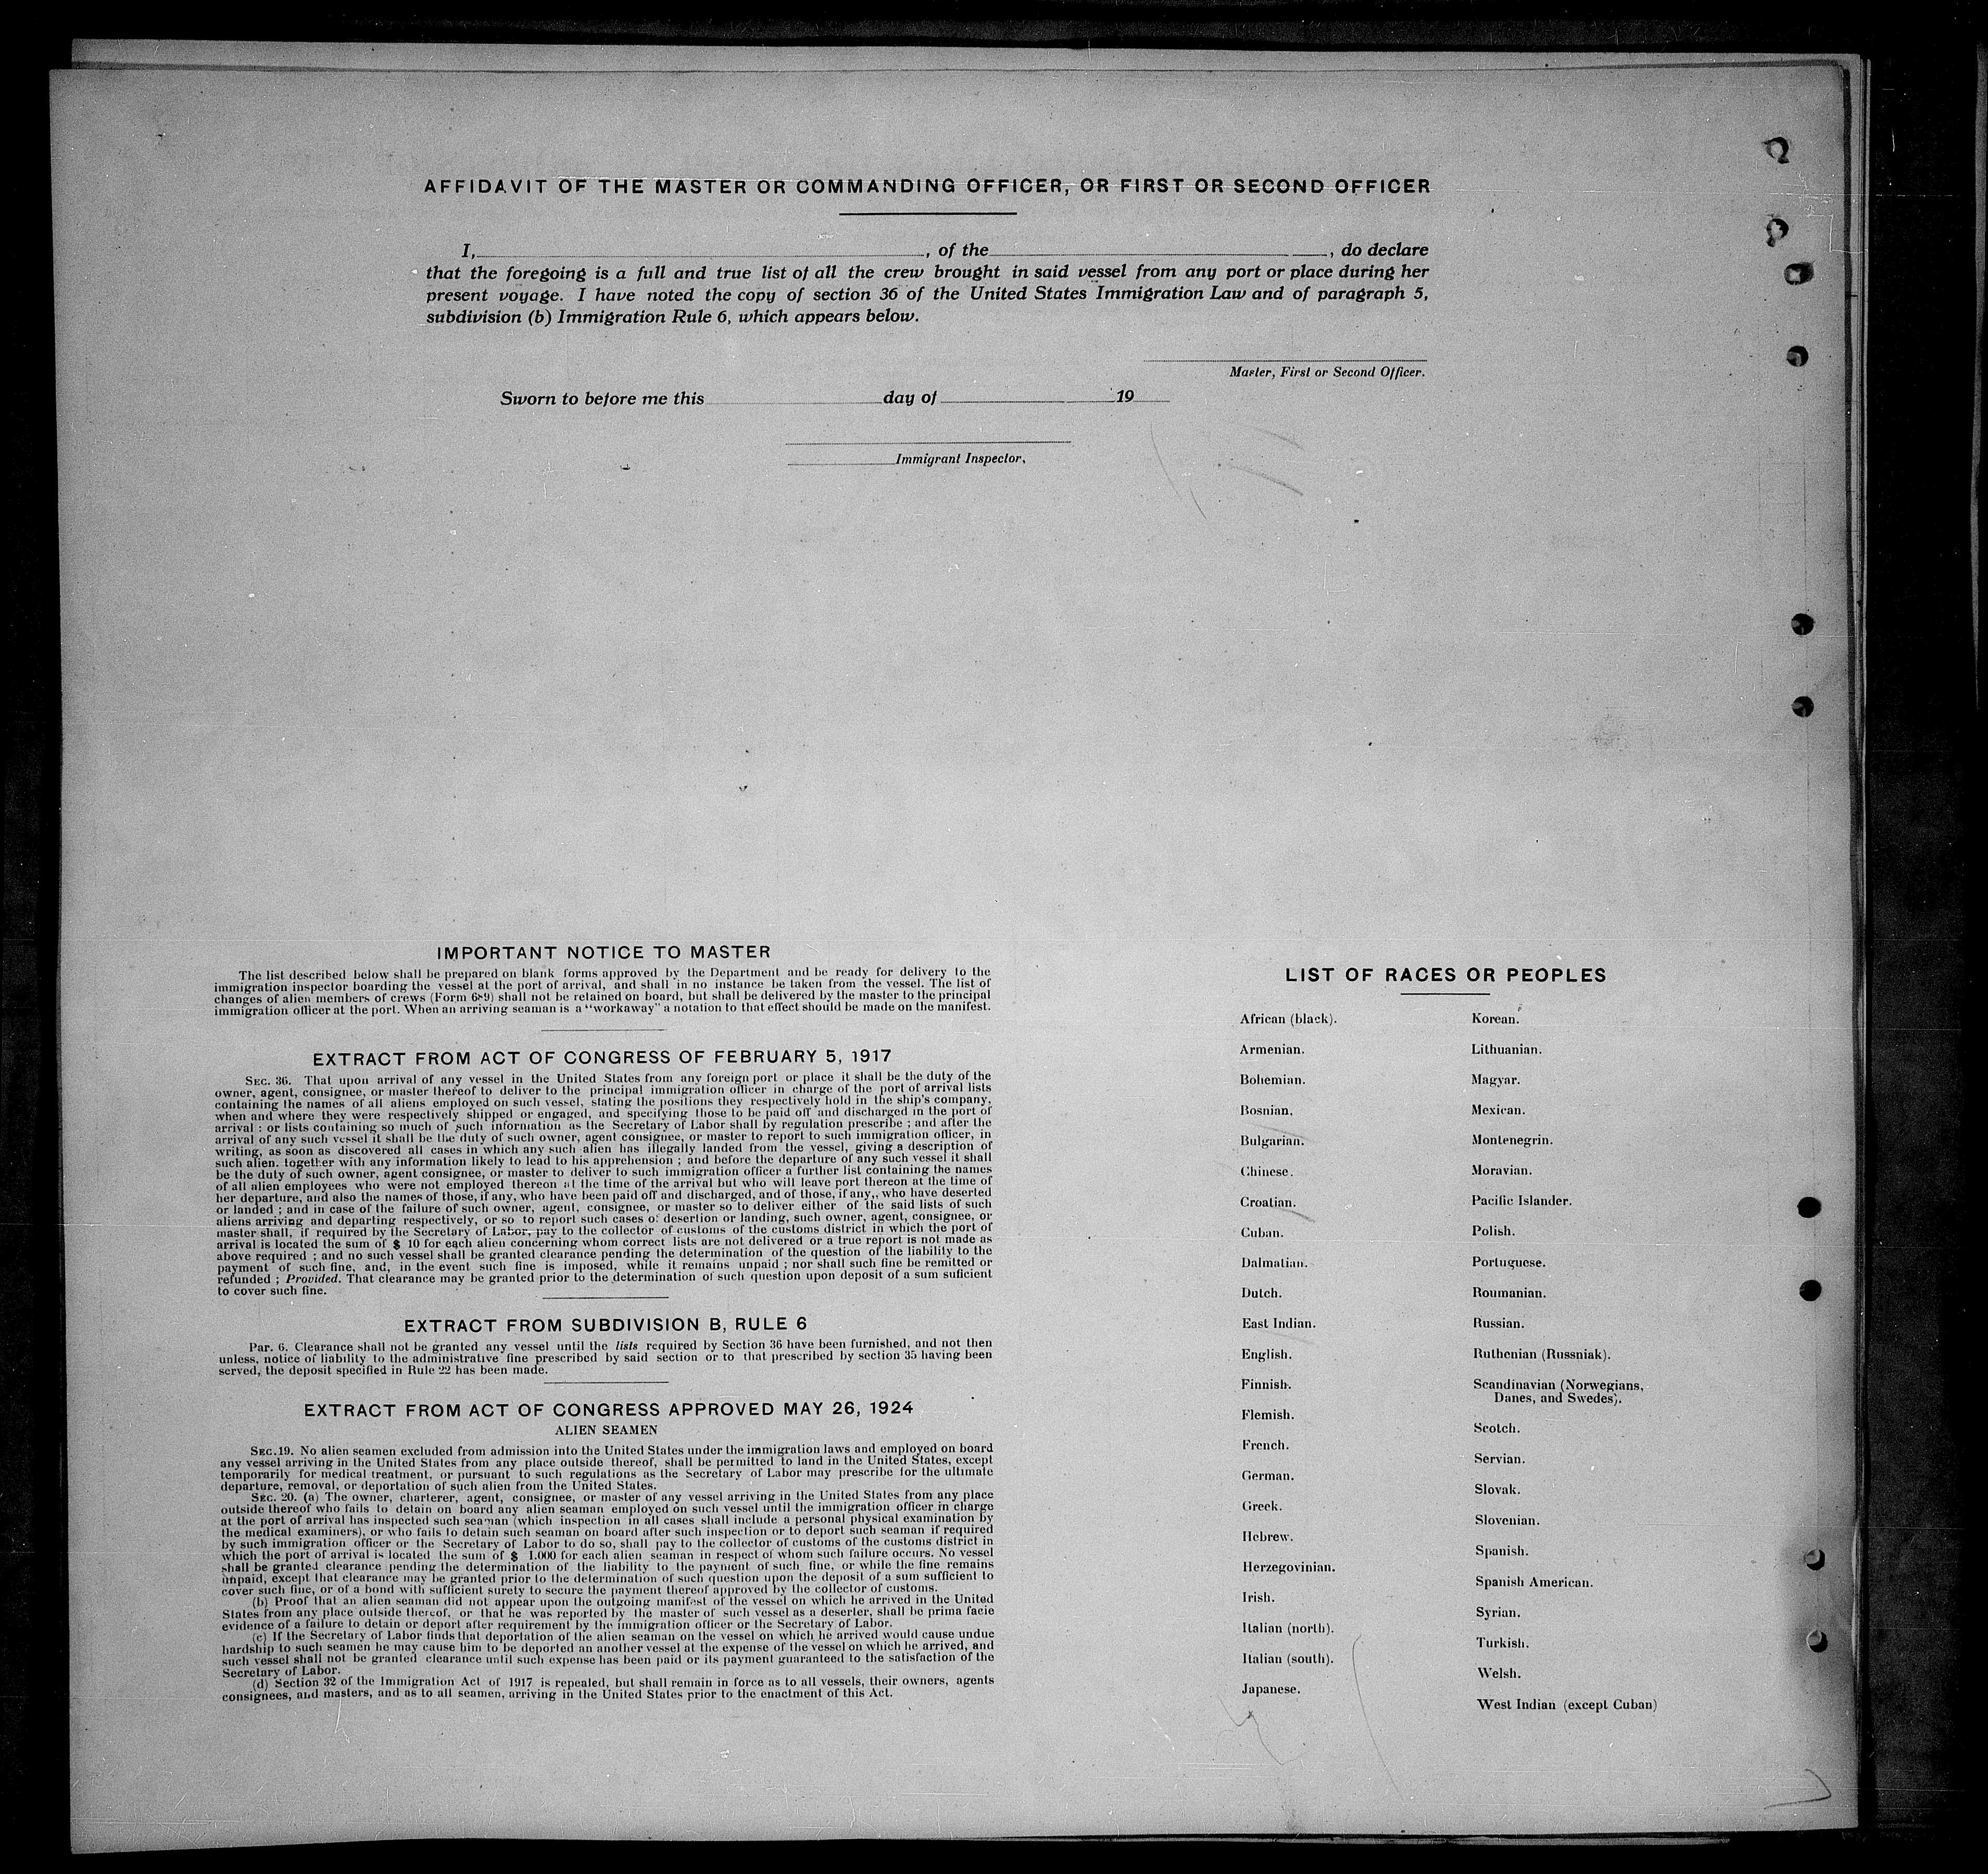 AFFIDAVIT OF THE MASTER OR COMMANDING OFFICER, OR FIRST OR SECOND OFFICER
I, , of the , do declare
that the foregoing is a full and true list of all the crew brought in said vessel from any port or place during her
present voyage. I have noted the copy of section 36 of the United States Immigration Law and of paragraph 5,
subdivision (b) Immigration Rule 6, which appears below.
Master, First or Second Officer.
Sworn to before me this day of 19
Immigrant Inspector,
IMPORTANT NOTICE TO MASTER
The list described below shall be prepared on blank forms approved by the Department and be ready for delivery to the
immigration inspector boarding the vessel at the port of arrival, and shall in no instance be taken from the vessel. The list of
changes of alien members of crews (Form 689) shall not be retained on board, but shall be delivered by the master to the principal
immigration officer at the port. When an arriving seaman is a "workaway" a notation to that effect should be made on the manifest.
EXTRACT FROM ACT OF CONGRESS OF FEBRUARY 5, 1917
SEC. 36. That upon arrival of any vessel in the United States from any foreign port or place it shall be the duty of the
owner, agent, consignee, or master thereof to deliver to the principal immigration officer in charge of the port of arrival lists
containing the names of all aliens employed on such vessel, stating the positions they respectively hold in the ship's company,
when and where they were respectively shipped or engaged, and specifying those to be paid off and discharged in the port of
arrival : or lists containing so much of such information as the Secretary of Labor shall by regulation prescribe ; and after the
arrival of any such vessel it shall be the duty of such owner, agent consignee, or master to report to such immigration officer, in
writing, as soon as discovered all cases in which any such alien has illegally landed from the vessel, giving a description of
such alien. together with any information likely to lead to his apprehension ; and before the departure of any such vessel it shall
be the duty of such owner, agent consignee, or master to deliver to such immigration officer a further list containing the names
of all alien employees who were not employed thereon at the time of the arrival but who will leave port thereon at the time of
her departure, and also the names of those, if any, who have been paid off and discharged, and of those, if any,, who have deserted
or landed ; and in case of the failure of such owner, agent, consignee, or master so to deliver either of the said lists of such
aliens arriving and departing respectively, or so to report such cases of desertion or landing, such owner, agent, consignee, or
master shall, if required by the Secretary of Labor, pay to the collector of customs of the customs district in which the port of
arrival is located the sum of $ 10 for each alien concerning whom correct lists are not delivered or a true report is not made as
above required ; and no such vessel shall be granted clearance pending the determination of the question of the liability to the
payment of such fine, and, in the event such fine is imposed, while it remains unpaid ; nor shall such fine be remitted or
refunded ; Provided. That clearance may be granted prior to the determination of such question upon deposit of a sum suficient
to cover such fine.
EXTRACT FROM SUBDIVISION B, RULE 6
Par. 6. Clearance shall not be granted any vessel until the lists required by Section 36 have been furnished, and not then
unless, notice of liability to the administrative fine prescribed by said section or to that prescribed by section 35 having been
served, the deposit specified in Rule 22 has been made.
EXTRACT FROM ACT OF CONGRESS APPROVED MAY 26, 1924
ALIEN SEAMEN
SEC.19. No alien seamen excluded from admission into the United States under the immigration laws and employed on board
any vessel arriving in the United States from any place outside thereof, shall be permitted to land in the United States, except
temporarily for medical treatment, or pursuant to such regulations as the Secretary of Labor may prescribe for the ultimate
departure, removal, or deportation of such alien from the United States.
SEC. 20. (a) The owner, charterer, agent, consignee, or master of any vessel arriving in the United States from any place
outside thereof who fails to detain on board any alien seaman employed on such vessel until the immigration officer in charge
at the port of arrival has inspected such seaman (which inspection in all cases shall include a personal physical examination by
the medical examiners), or who fails to detain such seaman on board after such inspection or to deport such seaman if required
by such immigration officer or the Secretary of Labor to do so, shall pay to the collector of customs of the customs district in
which the port of arrival is located the sum of $ 1.000 for each alien seaman in respect of whom such failure occurs. No vessel
shall be granted clearance pending the determination of the liability to the payment of such fine, or while the fine remains
unpaid, except that clearance may be granted prior to the determination of such question upon the deposit of a sum sufficient to
cover such fine, or of a bond with sufficient surety to secure the payment thereof approved by the collector of customs.
(b) Proof that an alien seaman did not appear upon the outgoing manifest of the vessel on which he arrived in the United
States from any place outside thereof, or that he was reported by the master of such vessel as a deserter, shall be prima facie
evidence of a failure to detain or deport after requirement by the immigration officer or the Secretary of Labor.
(c) If the Secretary of Labor finds that deportation of the alien seaman on the vessel on which he arrived would cause undue
hardship to such seamen he may cause him to be deported an another vessel at the expense of the vessel on which he arrived, and
such vessel shall not be granted clearance until such expense has been paid or its payment guaranteed to the satisfaction of the
Secretary of Labor.
(d) Section 32 of the Immigration Act of 1917 is repealed, but shall remain in force as to all vessels, their owners, agents
consignees, and masters, and as to all seamen, arriving in the United States prior to the enactment of this Act.
LIST OF RACES OR PEOPLES
African (black).
Armenian.
Bohemian.
Bosnian.
Bulgarian.
Chinese.
Croatian.
Cuban.
Dalmatian.
Dutch.
East Indian.
English.
Finnish.
Flemish.
French.
German.
Greek.
Hebrew.
Herzegovinian.
Irish.
Italian (north).
Italian (south).
Japanese.
Korean.
Lithuanian.
Magyar.
Mexican.
Montenegrin.
Moravian.
Pacific Islander.
Polish.
Portuguese.
Roumanian.
Russian.
Ruthenian (Russniak).
Scandinavian (Norwegians,
Danes, and Swedes).
Scotch.
Servian.
Slovak.
Slovenian.
Spanish.
Spanish American.
Syrian.
Turkish.
Welsh.
West Indian (except Cuban)